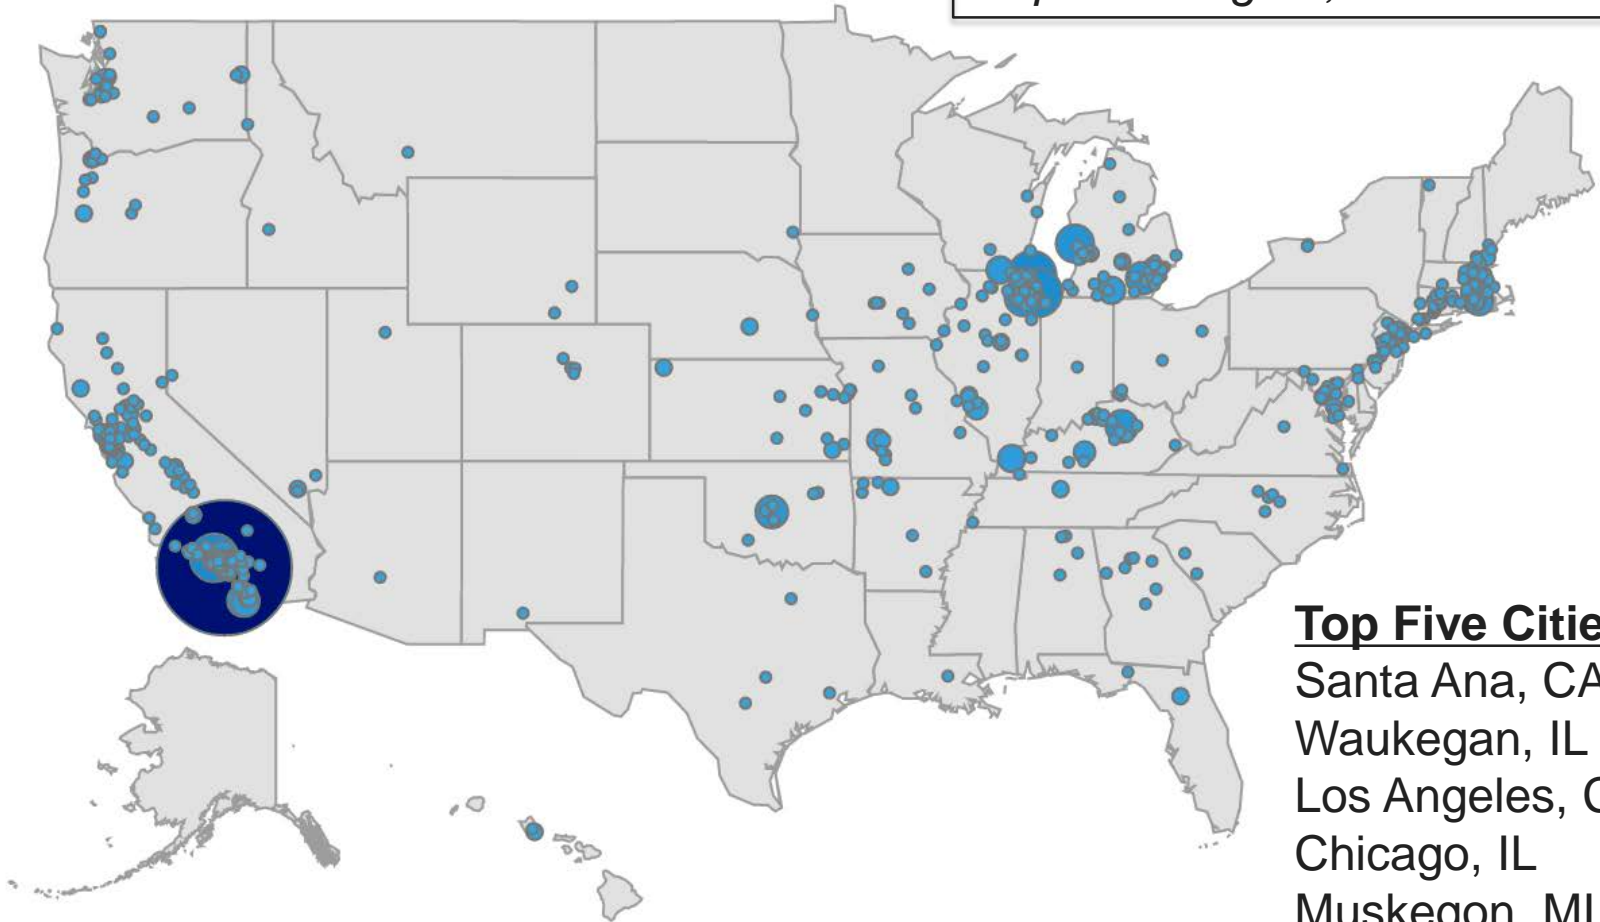 Top Five Citie
Santa Ana, CA
Waukegan, IL
Los Angeles, C
Chicago, IL
Muskegon, MI